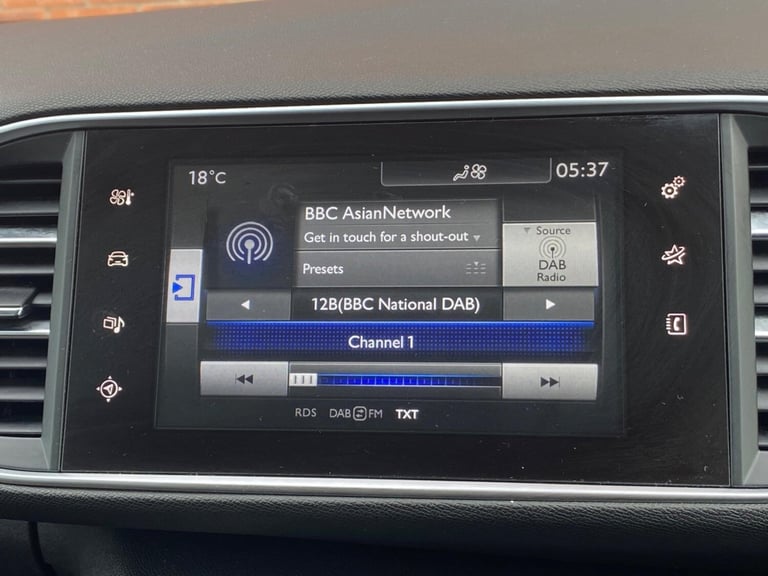 18°C
05:37
BBC AsianNetwork
Get in touch for a shout-out
Source
DAB
Radio
Presets
12B(BBC National DAB)
Channel 1
RDS DAB FM TXT